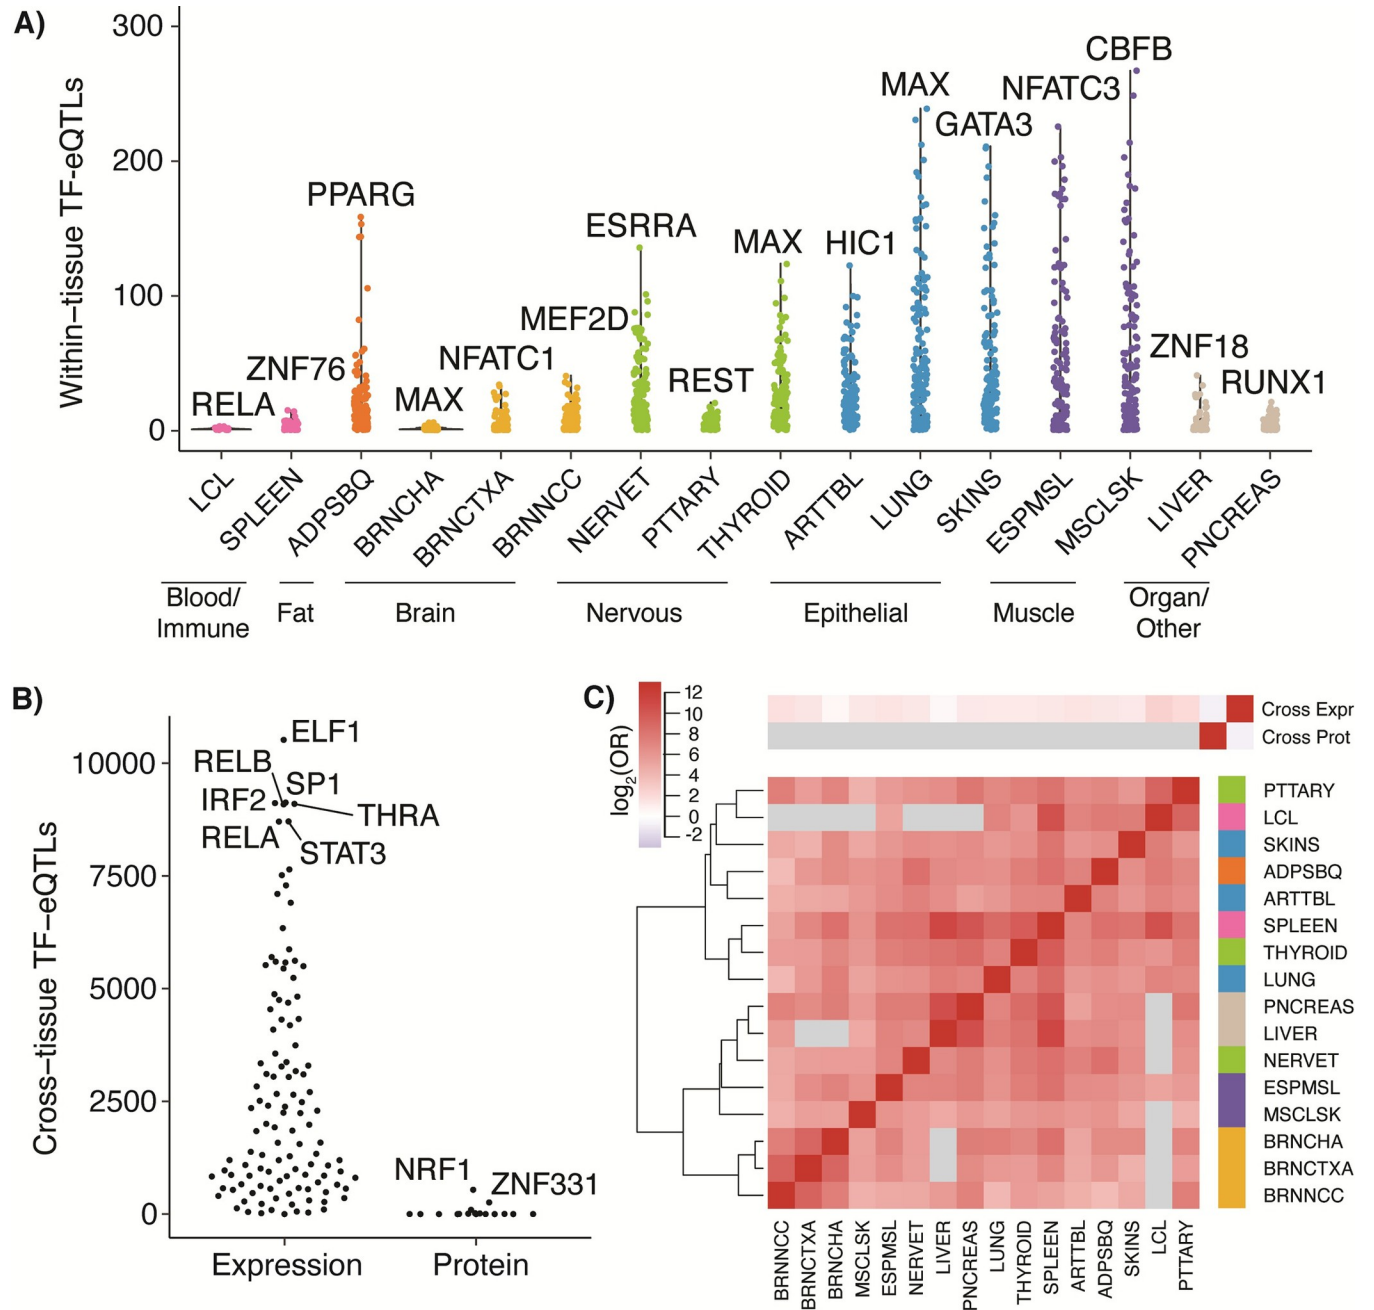 A)
Within-tissue TF-eQTLs
300
200
100
0
RELA
ZNF76
PPARG
MAX
NFATC1
MEF2D
ESRRA
REST
MAX
HIC1
MAX
GATA3
NFATC3
CBFB
ZNF18
RUNX1
LCL
SPLEEN
ADPSBQ
BRNCHA
BRNCTXA
BRNNCC
NERVET
PTTARY
THYROID
ARTTBL
LUNG
SKINS
ESPMSL
MSCLSK
LIVER
PNCREAS
Blood/
Immune
Fat
Brain
Nervous
Epithelial
Muscle
Organ/
Other
B)
Cross-tissue TF-eQTLs
10000
7500
5000
2500
0
ELF1
RELB
SP1
IRF2
THRA
RELA
STAT3
NRF1
ZNF331
Expression
Protein
C)
log2(OR)
12
10
8
6
4
2
0
-2
Cross Expr
Cross Prot
PTTARY
LCL
SKINS
ADPSBQ
ARTTBL
SPLEEN
THYROID
LUNG
PNCREAS
LIVER
NERVET
ESPMSL
MSCLSK
BRNCHA
BRNCTXA
BRNNCC
BRNNCC
BRNCTXA
BRNCHA
MSCLSK
ESPMSL
NERVET
LIVER
PNCREAS
LUNG
THYROID
SPLEEN
ARTTBL
ADPSBQ
SKINS
LCL
PTTARY